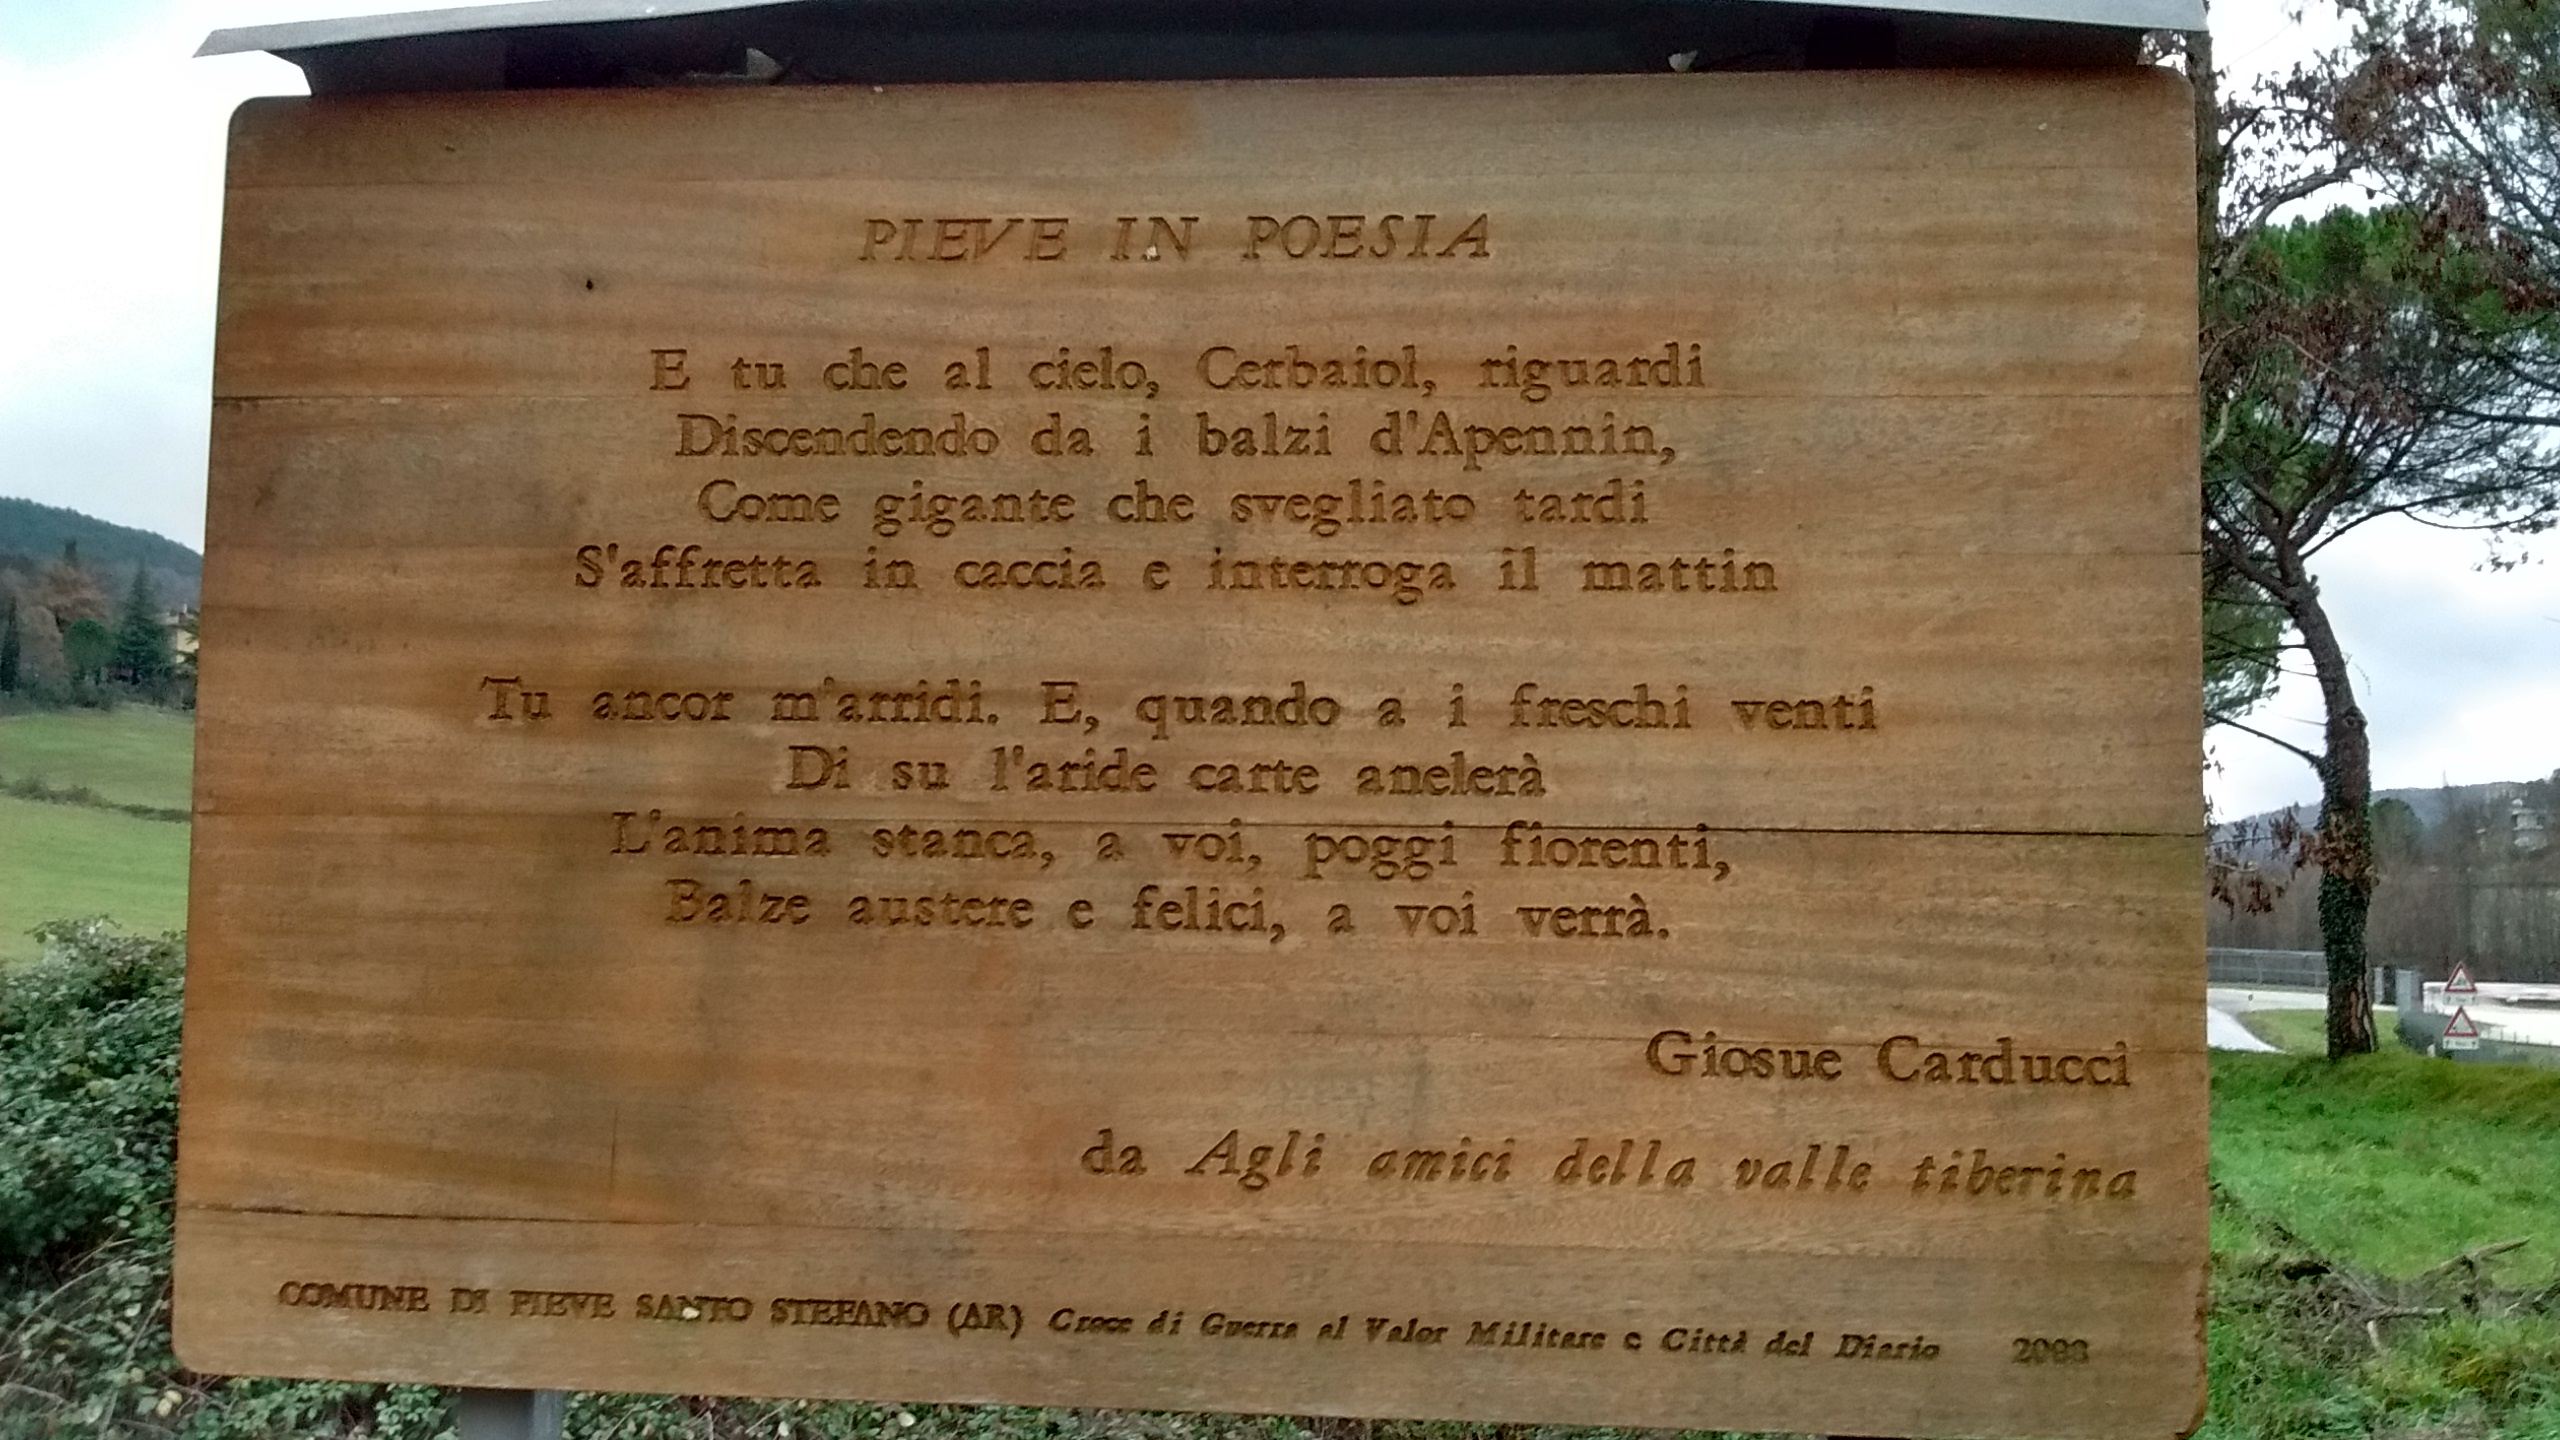 PIEVE IN POESIA
E tu che al cielo, Cerbaiol, riguardi
Discendendo da i balzi d'Apennin,
Come gigante che svegliato tardi
S'affretta in caccia e interroga il mattin
Tu ancor m'arridi. E, quando a i freschi venti
Di su l'aride carte anelerà
L'anima stanca, a voi, poggi fiorenti,
Balze austere e felici, a voi verrà.
Giosue Carducci
da Agli amici della valle tiberina
COMUNE DI PIEVE SANTO STEFANO (AR) Croce di Guerra al Valor Militare e Città del Diario